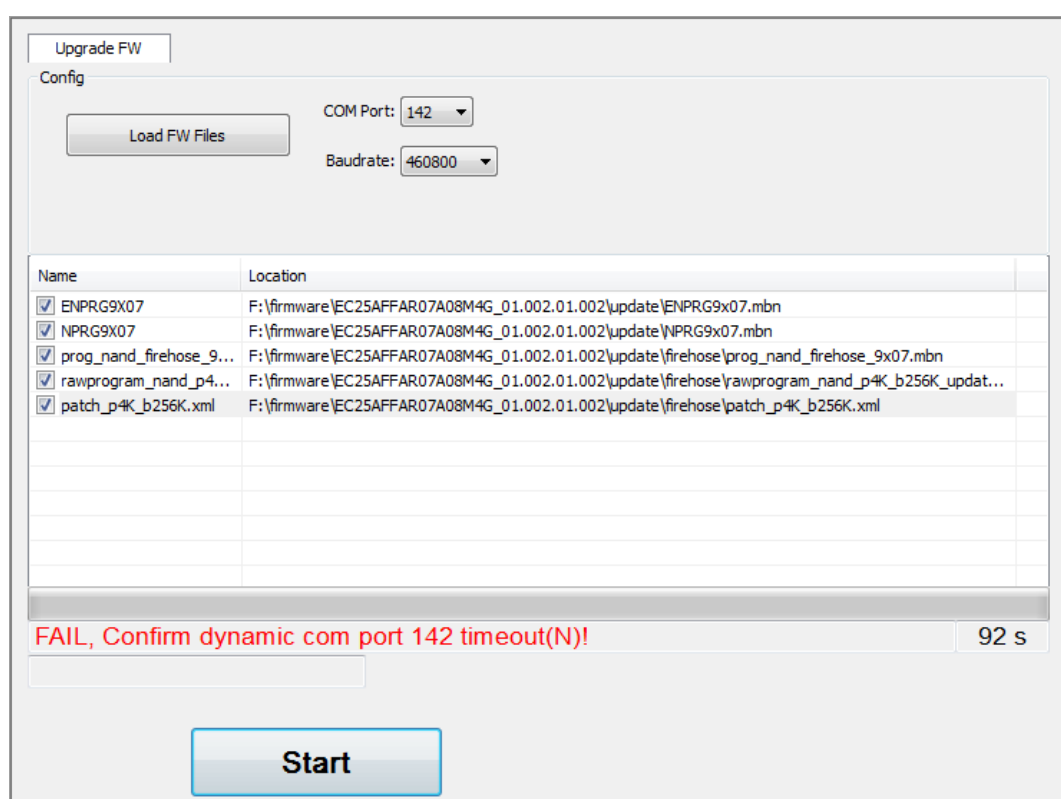 Upgrade FW
Config
Load FW Files
COM Port: 142
Baudrate: 460800
Name Location
ENPRG9X07 F:\firmware\EC25AFFAR07A08M4G_01.002.01.002\update\ENPRG9x07.mbn
NPRG9X07 F:\firmware\EC25AFFAR07A08M4G_01.002.01.002\update\NPRG9x07.mbn
prog_nand_firehose_9... F:\firmware\EC25AFFAR07A08M4G_01.002.01.002\update\firehose\prog_nand_firehose_9x07.mbn
rawprogram_nand_p4... F:\firmware\EC25AFFAR07A08M4G_01.002.01.002\update\firehose\rawprogram_nand_p4K_b256K_updat...
patch_p4K_b256K.xml F:\firmware\EC25AFFAR07A08M4G_01.002.01.002\update\firehose\patch_p4K_b256K.xml
FAIL, Confirm dynamic com port 142 timeout(N)! 92 s
Start